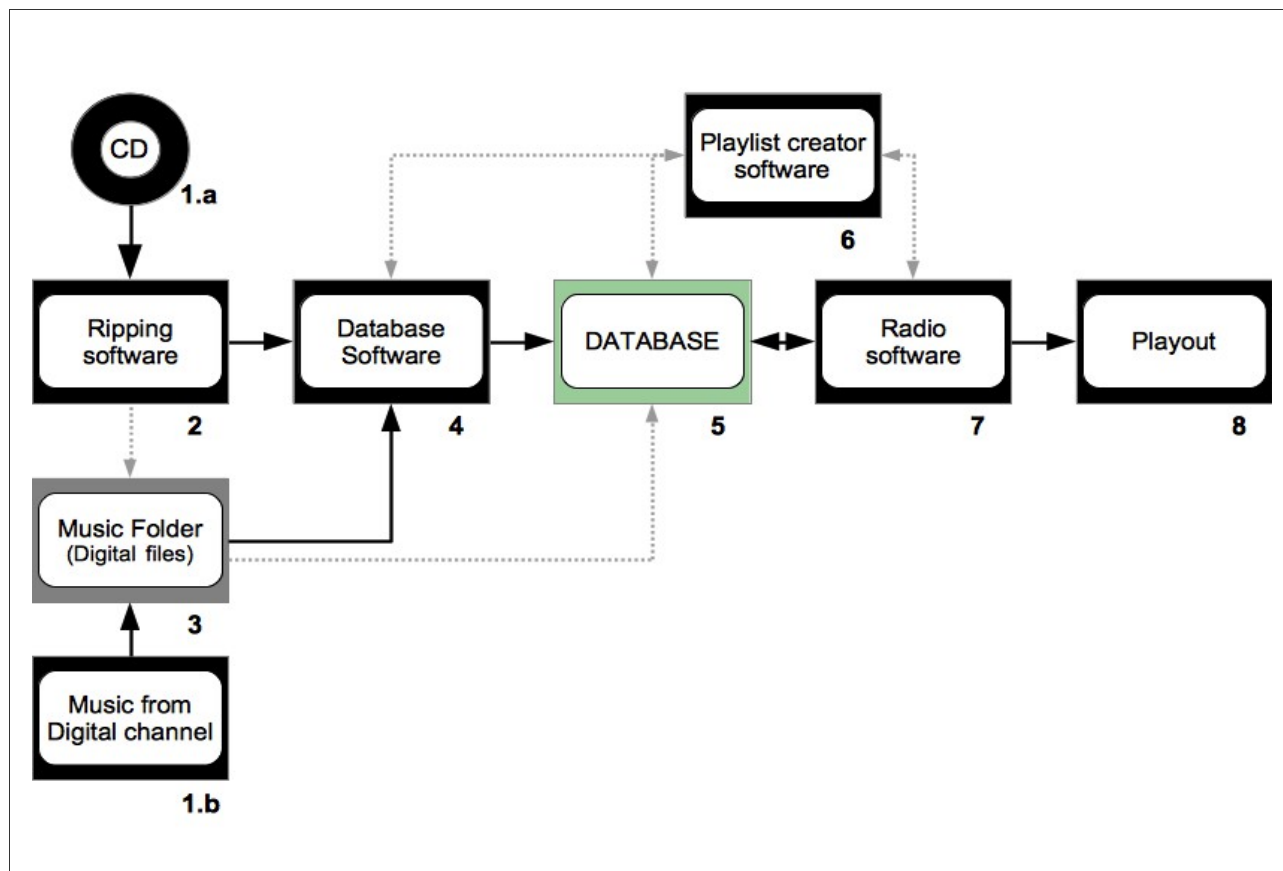 CD
1.a
Playlist creator
software
6
Ripping
software
2
Database
Software
4
DATABASE
5
Radio
software
7
Playout
8
Music Folder
(Digital files)
3
Music from
Digital channel
1.b